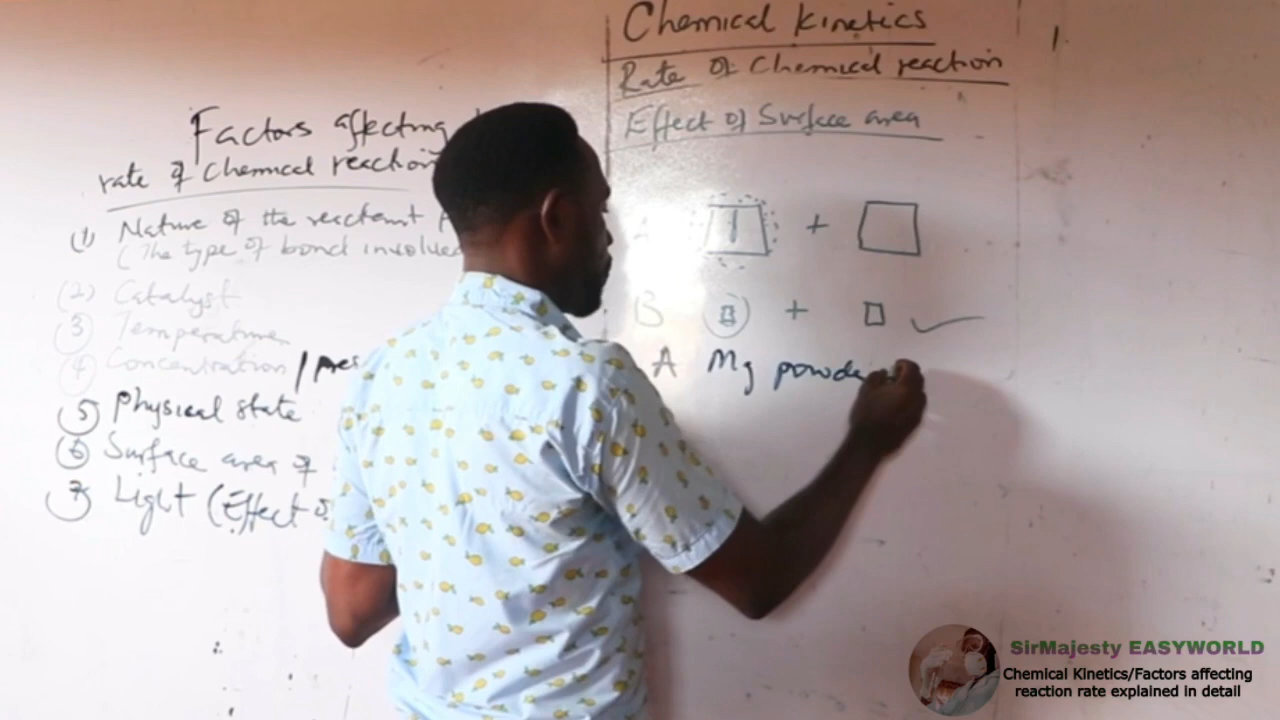 Factors affecting
rate of Chemical reaction
(1) Nature of the reactant
(The type of bond involved
(2) Catalyst
(3) Temperature
(4) Concentration / pres
(5) Physical state
(6) Surface area of
(7) Light (Effect of
Chemical Kinetics
Rate of Chemical reaction
Effect of Surface area
A +
B +
A Mg powde
SirMajesty EASYWORLD
Chemical Kinetics/Factors affecting
reaction rate explained in detail